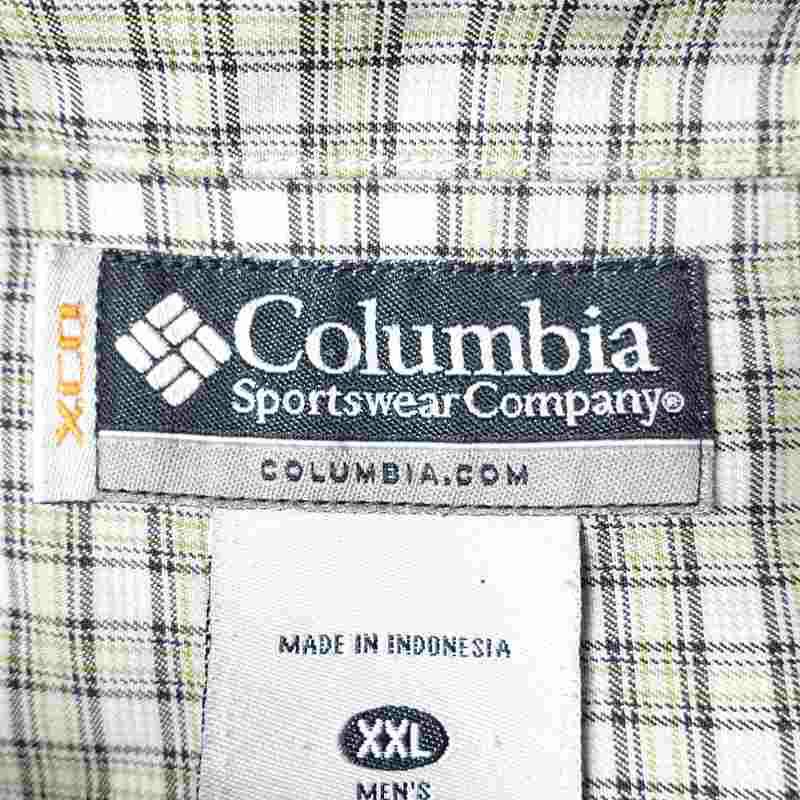 Columbia
Sportswear Company®
COLUMBIA.COM
XCO
MADE IN INDONESIA
XXL
MEN'S